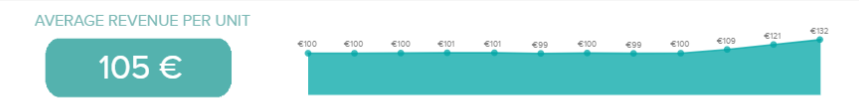 AVERAGE REVENUE PER UNIT
105 €
€100 €100 €100 €101 €101 €99 €100 €99 €100 €109 €121 €132